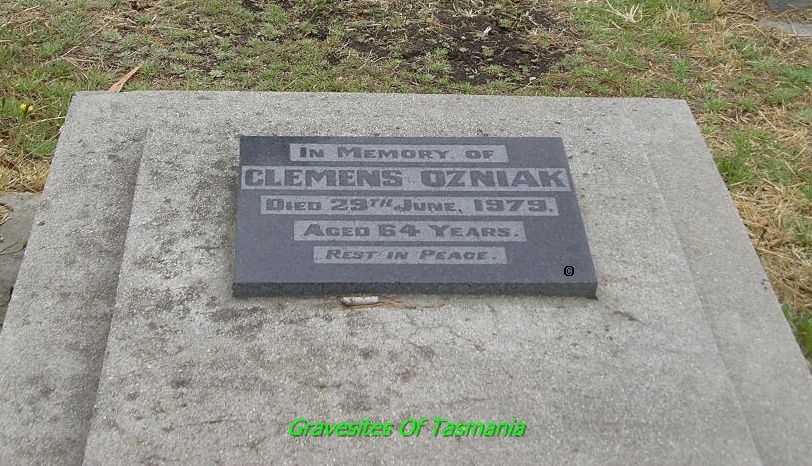 IN MEMORY OF
CLEMENS OZNIAK
DIED 29TH JUNE, 1979.
AGED 64 YEARS.
REST IN PEACE.
©
Gravesites Of Tasmania